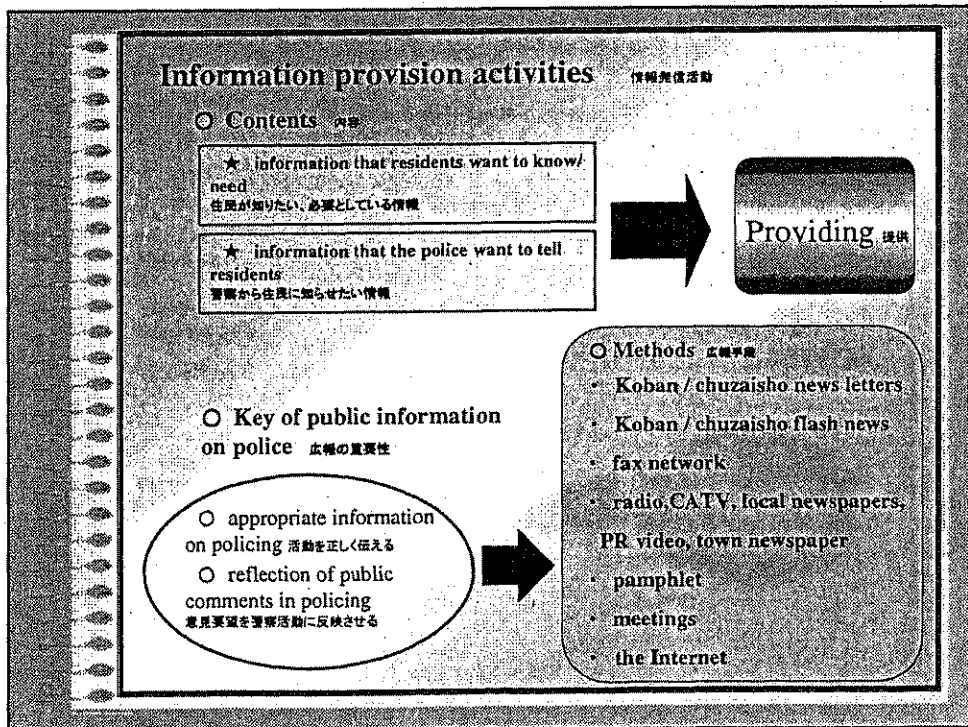 Information provision activities 情報発信活動
○ Contents 内容
★ information that residents want to know/
need
住民が知りたい、必要としている情報
★ information that the police want to tell
residents
警察から住民に知らせたい情報
Providing 提供
○ Key of public information
on police 広報の重要性
○ appropriate information
on policing 活動を正しく伝える
○ reflection of public
comments in policing
意見要望を警察活動に反映させる
○ Methods 広報手段
・ Koban / chuzaisho news letters
・ Koban / chuzaisho flash news
・ fax network
・ radio,CATV, local newspapers,
PR video, town newspaper
・ pamphlet
・ meetings
・ the Internet